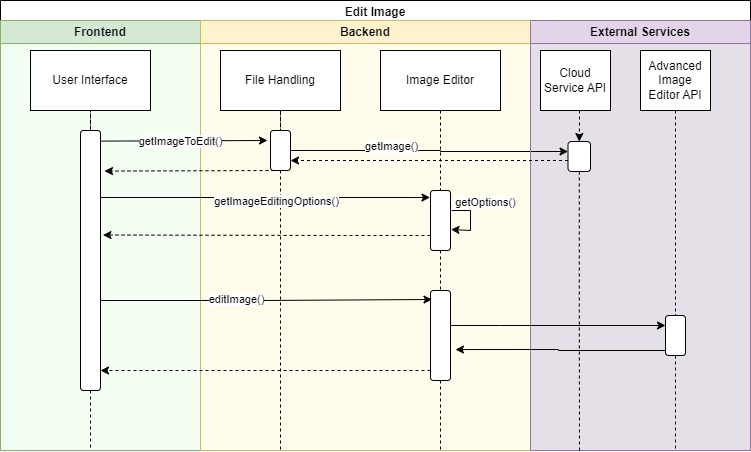 Edit Image
Frontend
Backend
External Services
User Interface
File Handling
Image Editor
Cloud
Service API
Advanced
Image
Editor API
getImageToEdit()
getImage()
getImageEditingOptions()
getOptions()
editImage()